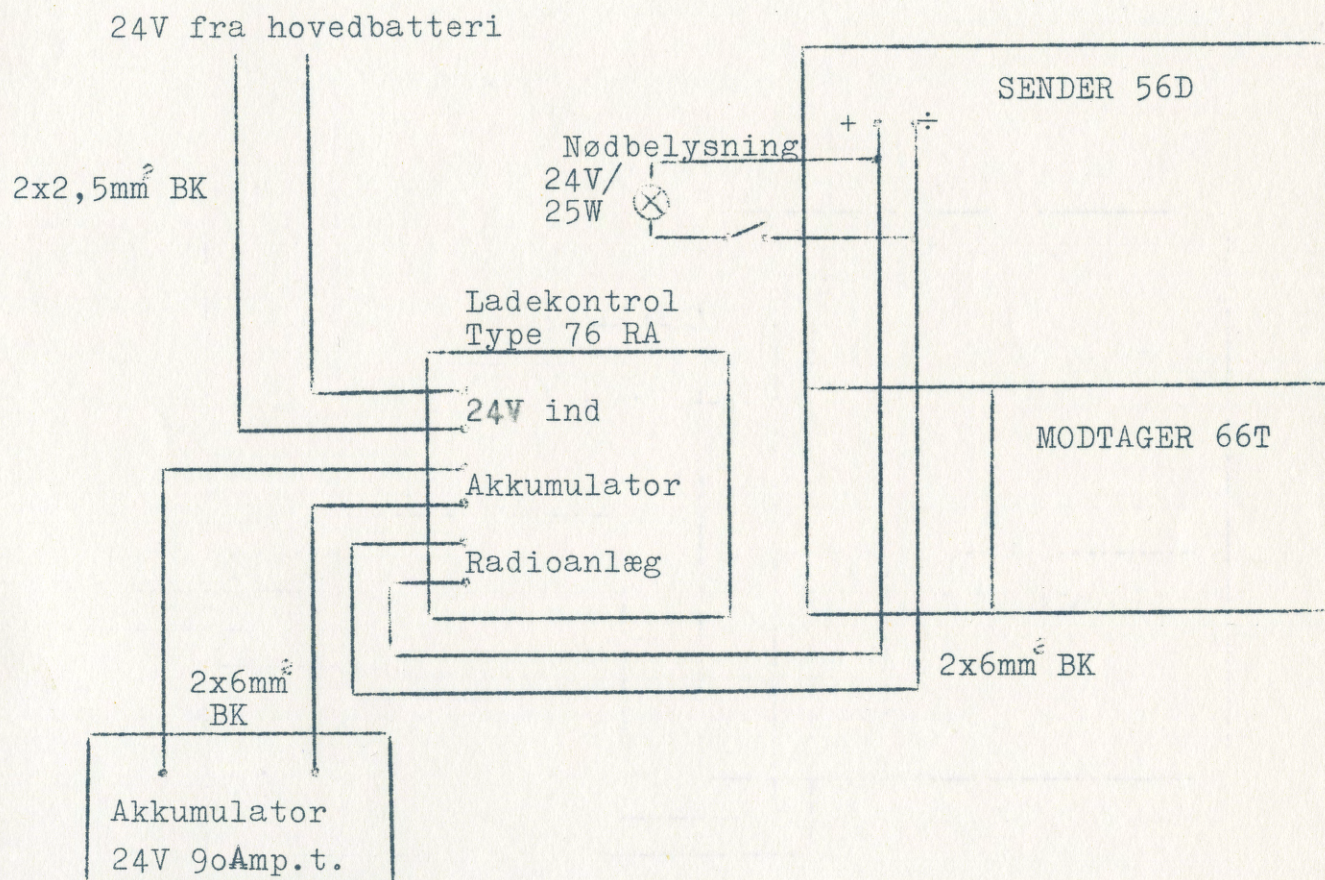 24V fra hovedbatteri
SENDER 56D
+ ÷
Nødbelysning
24V/
25W
2x2,5mm² BK
Ladekontrol
Type 76 RA
24V ind
MODTAGER 66T
Akkumulator
Radioanlæg
2x6mm² BK
2x6mm²
BK
Akkumulator
24V 9oAmp.t.